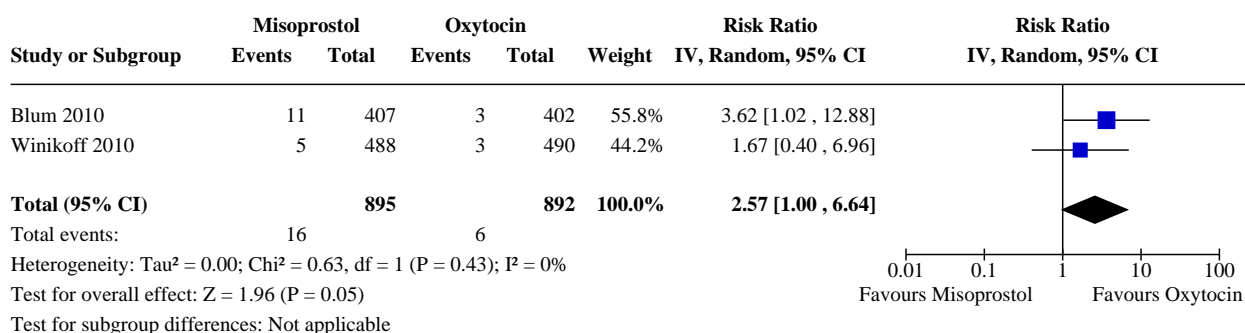 Misoprostol Oxytocin Risk Ratio Risk Ratio
Study or Subgroup Events Total Events Total Weight IV, Random, 95% CI IV, Random, 95% CI
Blum 2010 11 407 3 402 55.8% 3.62 [1.02 , 12.88]
Winikoff 2010 5 488 3 490 44.2% 1.67 [0.40 , 6.96]
Total (95% CI) 895 892 100.0% 2.57 [1.00 , 6.64]
Total events: 16 6
Heterogeneity: Tau² = 0.00; Chi² = 0.63, df = 1 (P = 0.43); I² = 0%
0.01 0.1 1 10 100
Test for overall effect: Z = 1.96 (P = 0.05)
Favours Misoprostol Favours Oxytocin
Test for subgroup differences: Not applicable